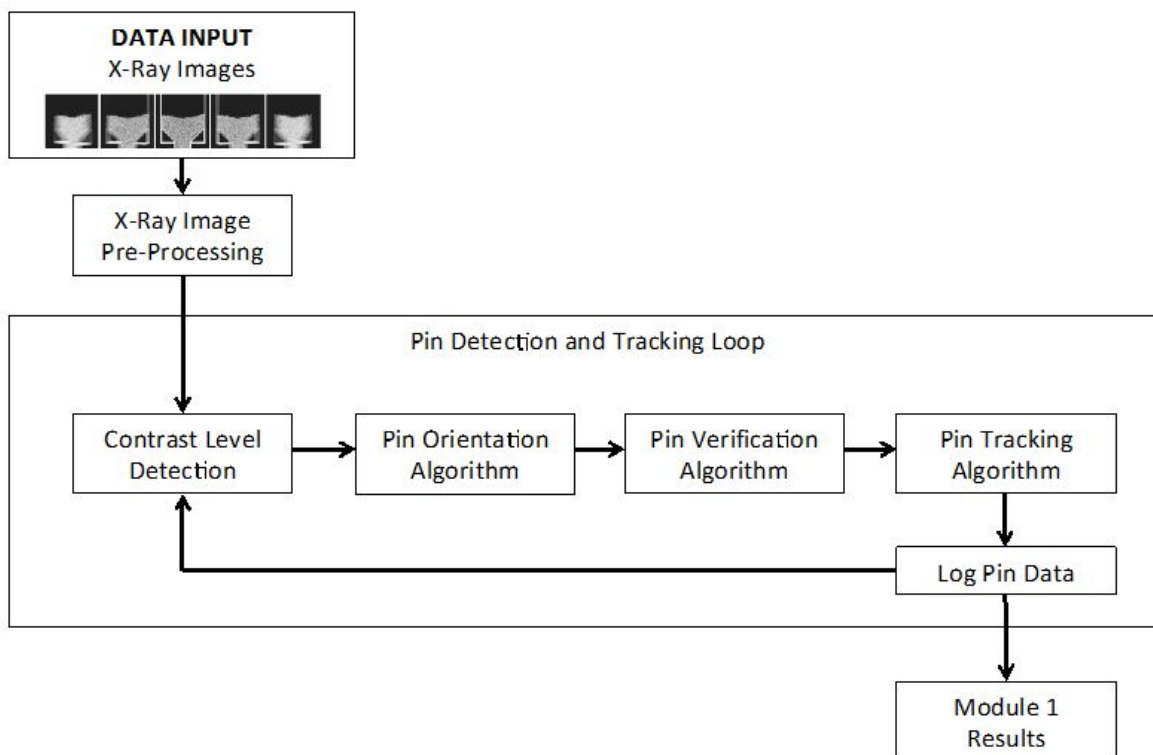 DATA INPUT
X-Ray Images
X-Ray Image
Pre-Processing
Pin Detection and Tracking Loop
Contrast Level
Detection
Pin Orientation
Algorithm
Pin Verification
Algorithm
Pin Tracking
Algorithm
Log Pin Data
Module 1
Results